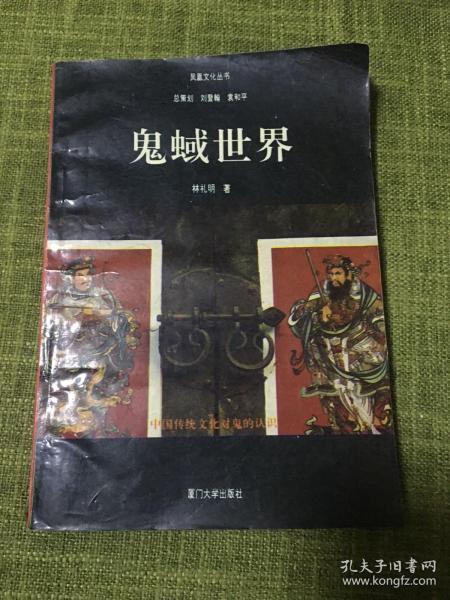 凤凰文化丛书
总策划 刘登翰 袁和平
鬼蜮世界
林礼明 著
中国传统文化对鬼的认识
厦门大学出版社
孔夫子旧书网
www.kongfz.com